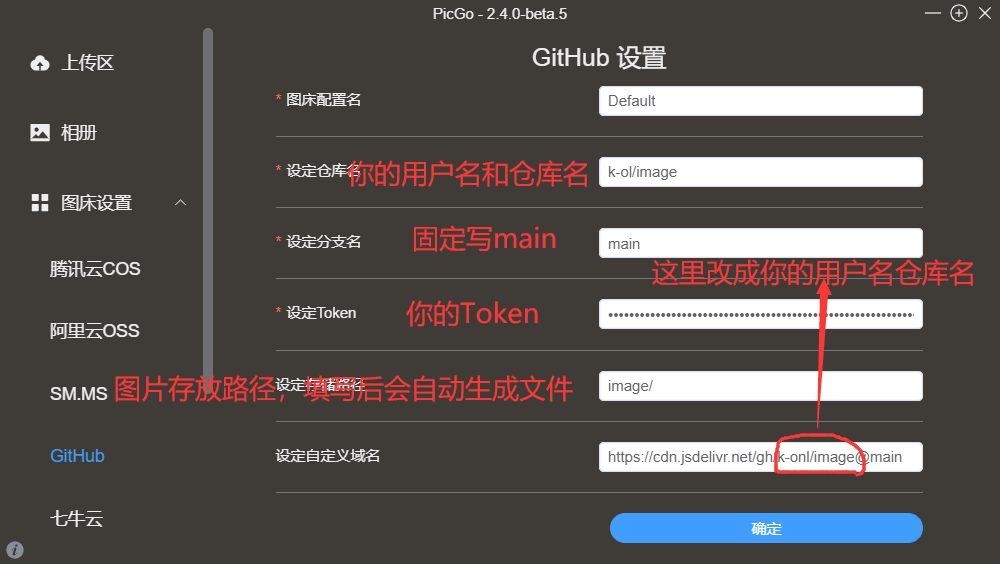 PicGo - 2.4.0-beta.5
上传区
相册
图床设置
腾讯云COS
阿里云OSS
SM.MS
GitHub
七牛云
GitHub 设置
* 图床配置名
Default
* 设定仓库名
你的用户名和仓库名
k-ol/image
* 设定分支名
固定写main
main
这里改成你的用户名仓库名
* 设定Token
你的Token
设定存储路径
图片存放路径，填写后会自动生成文件
image/
设定自定义域名
https://cdn.jsdelivr.net/gh/k-onl/image@main
确定